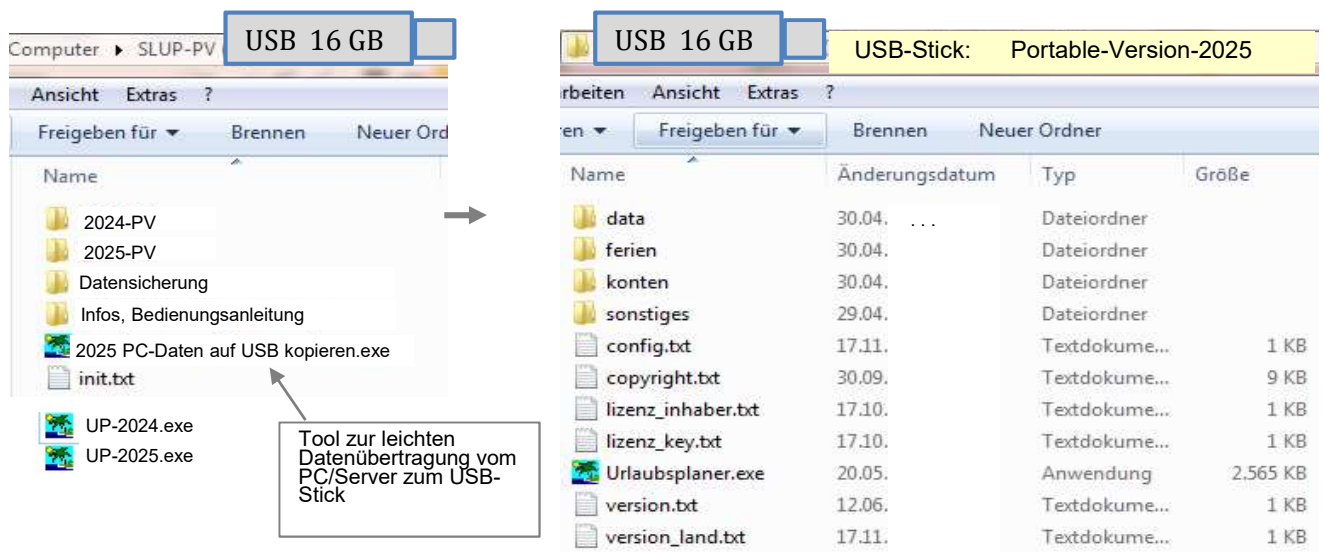 USB 16 GB
Computer ▸ SLUP-PV (
Ansicht Extras ?
Freigeben für ▼ Brennen Neuer Ord
Name
2024-PV
2025-PV
Datensicherung
Infos, Bedienungsanleitung
2025 PC-Daten auf USB kopieren.exe
init.txt
UP-2024.exe
UP-2025.exe
Tool zur leichten
Datenübertragung vom
PC/Server zum USB-
Stick
USB 16 GB
USB-Stick: Portable-Version-2025
rbeiten Ansicht Extras ?
en ▼ Freigeben für ▼ Brennen Neuer Ordner
Name Änderungsdatum Typ Größe
data 30.04. ... Dateiordner
ferien 30.04. Dateiordner
konten 30.04. Dateiordner
sonstiges 29.04. Dateiordner
config.txt 17.11. Textdokume... 1 KB
copyright.txt 30.09. Textdokume... 9 KB
lizenz_inhaber.txt 17.10. Textdokume... 1 KB
lizenz_key.txt 17.10. Textdokume... 1 KB
Urlaubsplaner.exe 20.05. Anwendung 2.565 KB
version.txt 12.06. Textdokume... 1 KB
version_land.txt 17.11. Textdokume... 1 KB